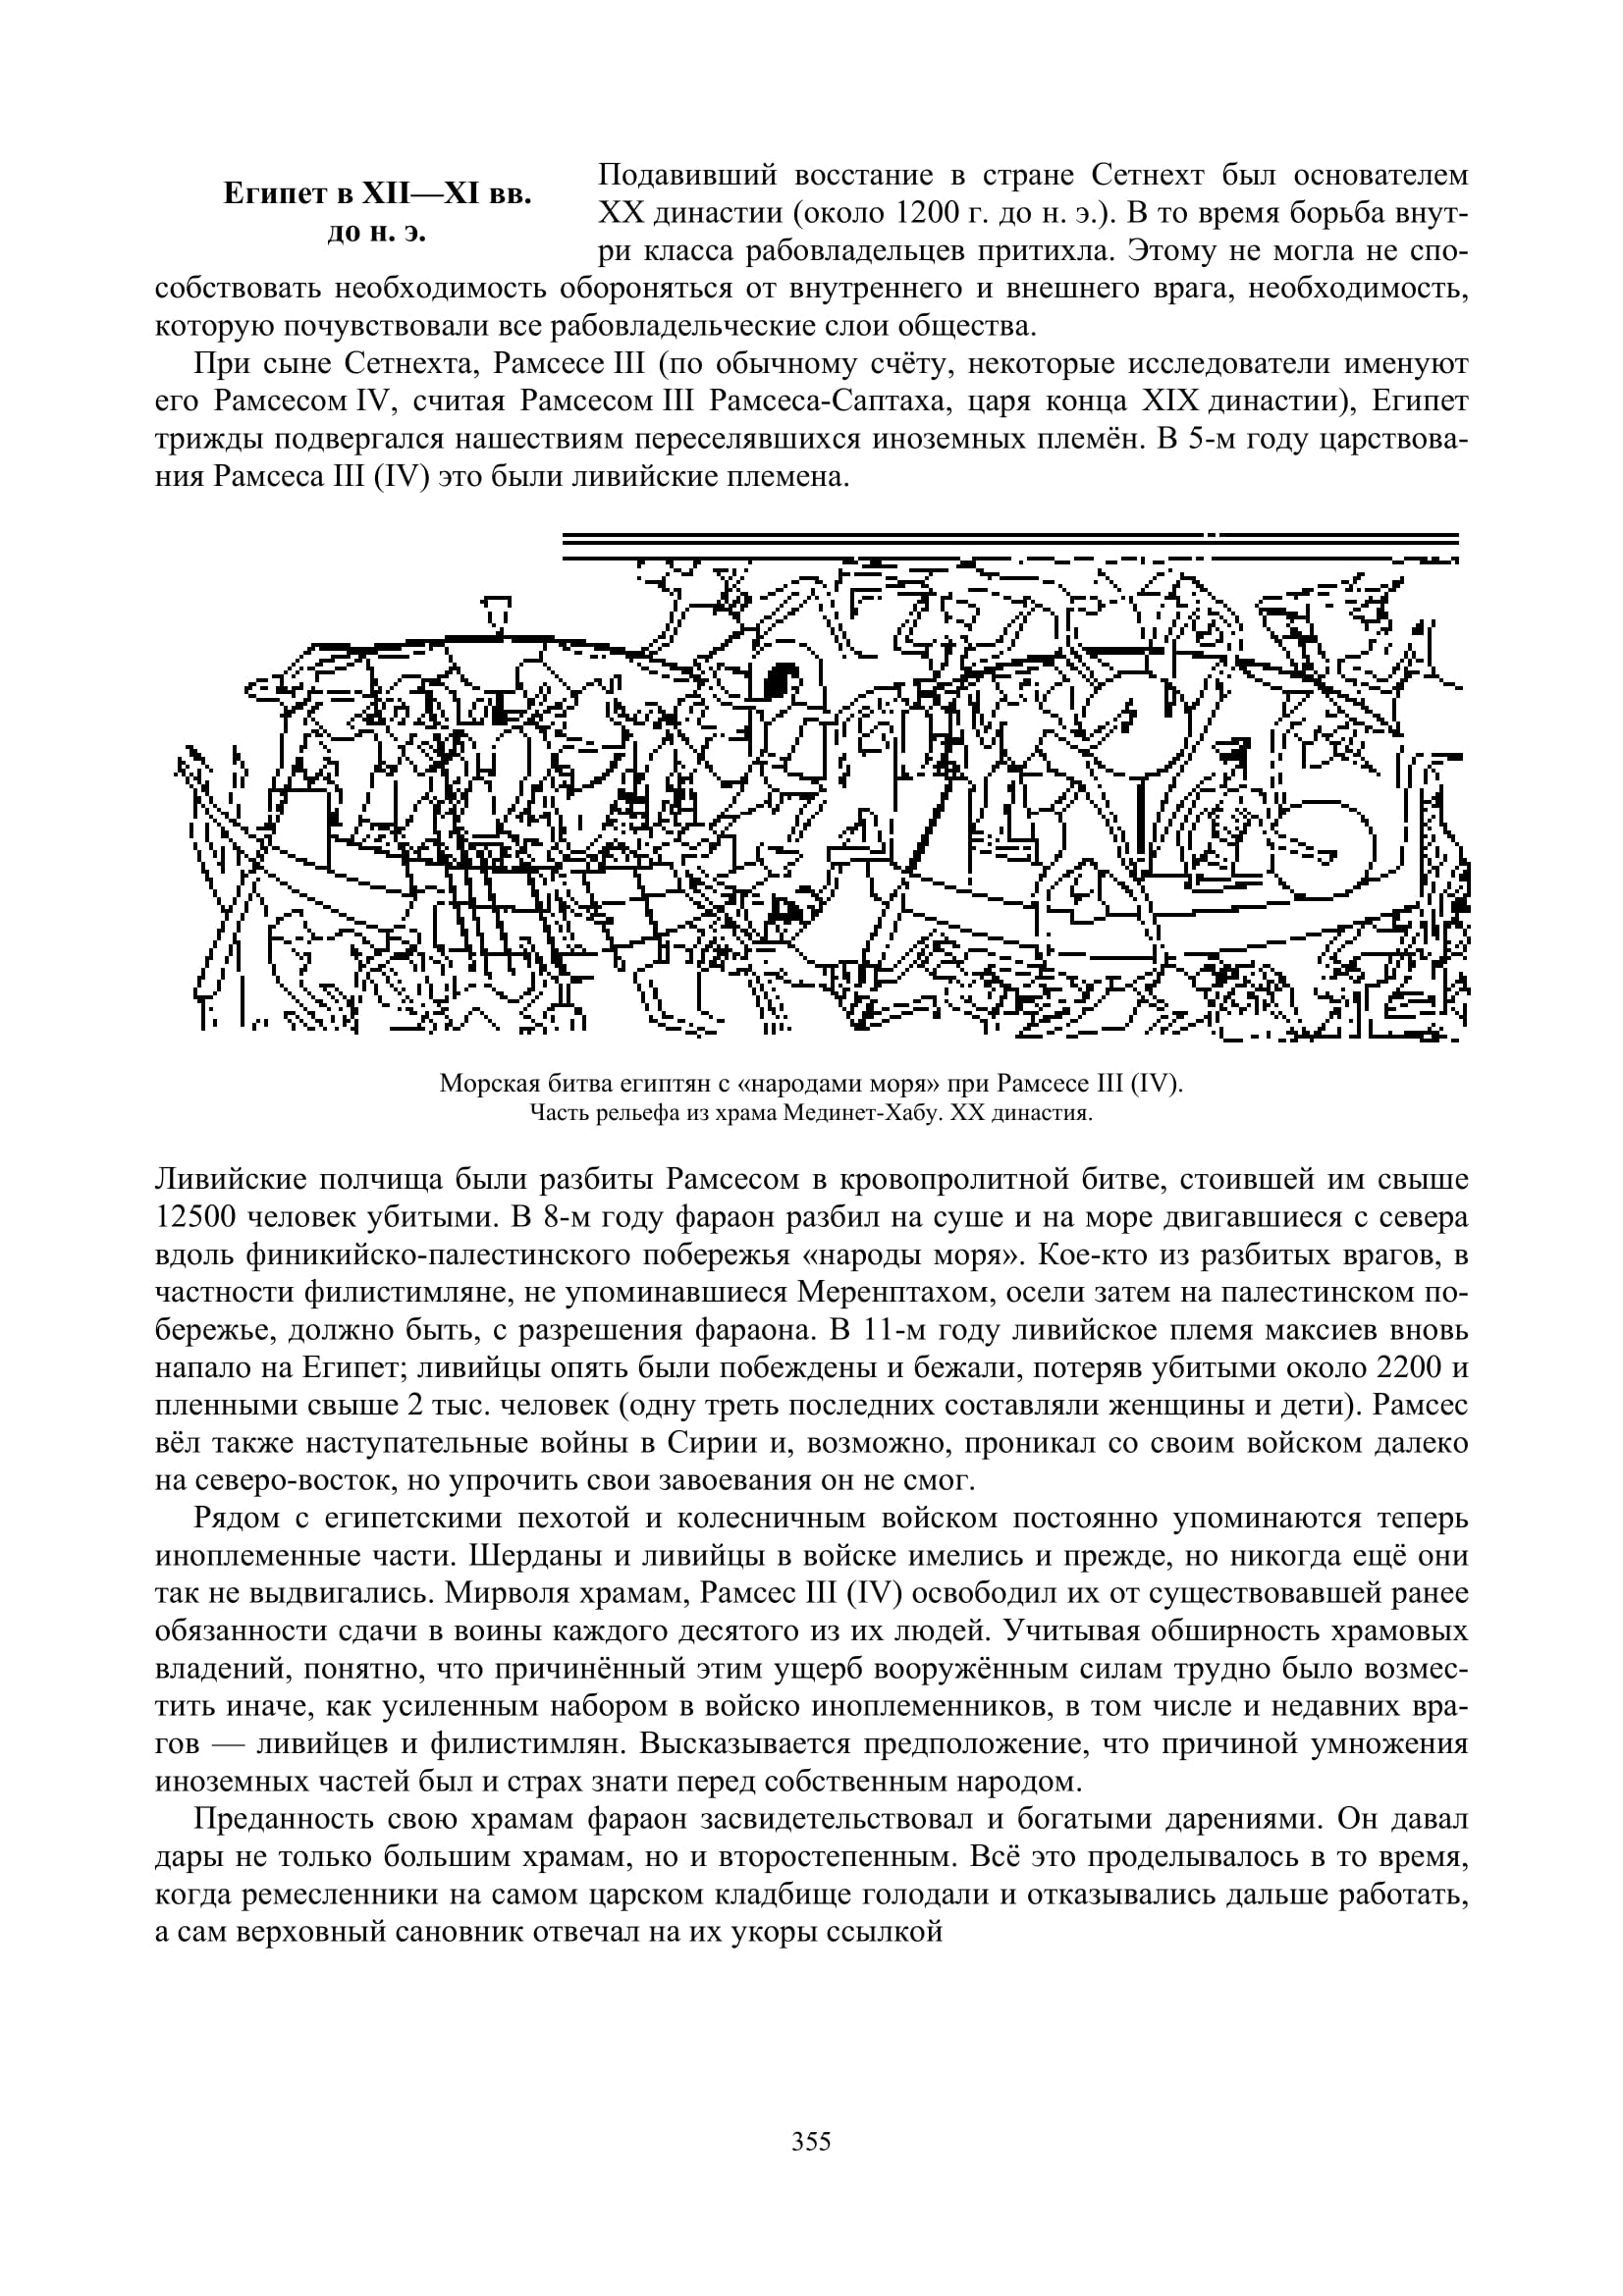 Египет в XII—XI вв.
до н. э.
Подавивший восстание в стране Сетнехт был основателем
XX династии (около 1200 г. до н. э.). В то время борьба внут-
ри класса рабовладельцев притихла. Этому не могла не спо-
собствовать необходимость обороняться от внутреннего и внешнего врага, необходимость,
которую почувствовали все рабовладельческие слои общества.
При сыне Сетнехта, Рамсесе III (по обычному счёту, некоторые исследователи именуют
его Рамсесом IV, считая Рамсесом III Рамсеса-Саптаха, царя конца XIX династии), Египет
трижды подвергался нашествиям переселявшихся иноземных племён. В 5-м году царствова-
ния Рамсеса III (IV) это были ливийские племена.
Морская битва египтян с «народами моря» при Рамсесе III (IV).
Часть рельефа из храма Мединет-Хабу. XX династия.
Ливийские полчища были разбиты Рамсесом в кровопролитной битве, стоившей им свыше
12500 человек убитыми. В 8-м году фараон разбил на суше и на море двигавшиеся с севера
вдоль финикийско-палестинского побережья «народы моря». Кое-кто из разбитых врагов, в
частности филистимляне, не упоминавшиеся Меренптахом, осели затем на палестинском по-
бережье, должно быть, с разрешения фараона. В 11-м году ливийское племя максиев вновь
напало на Египет; ливийцы опять были побеждены и бежали, потеряв убитыми около 2200 и
пленными свыше 2 тыс. человек (одну треть последних составляли женщины и дети). Рамсес
вёл также наступательные войны в Сирии и, возможно, проникал со своим войском далеко
на северо-восток, но упрочить свои завоевания он не смог.
Рядом с египетскими пехотой и колесничным войском постоянно упоминаются теперь
иноплеменные части. Шерданы и ливийцы в войске имелись и прежде, но никогда ещё они
так не выдвигались. Мирволя храмам, Рамсес III (IV) освободил их от существовавшей ранее
обязанности сдачи в воины каждого десятого из их людей. Учитывая обширность храмовых
владений, понятно, что причинённый этим ущерб вооружённым силам трудно было возмес-
тить иначе, как усиленным набором в войско иноплеменников, в том числе и недавних вра-
гов — ливийцев и филистимлян. Высказывается предположение, что причиной умножения
иноземных частей был и страх знати перед собственным народом.
Преданность свою храмам фараон засвидетельствовал и богатыми дарениями. Он давал
дары не только большим храмам, но и второстепенным. Всё это проделывалось в то время,
когда ремесленники на самом царском кладбище голодали и отказывались дальше работать,
а сам верховный сановник отвечал на их укоры ссылкой
355